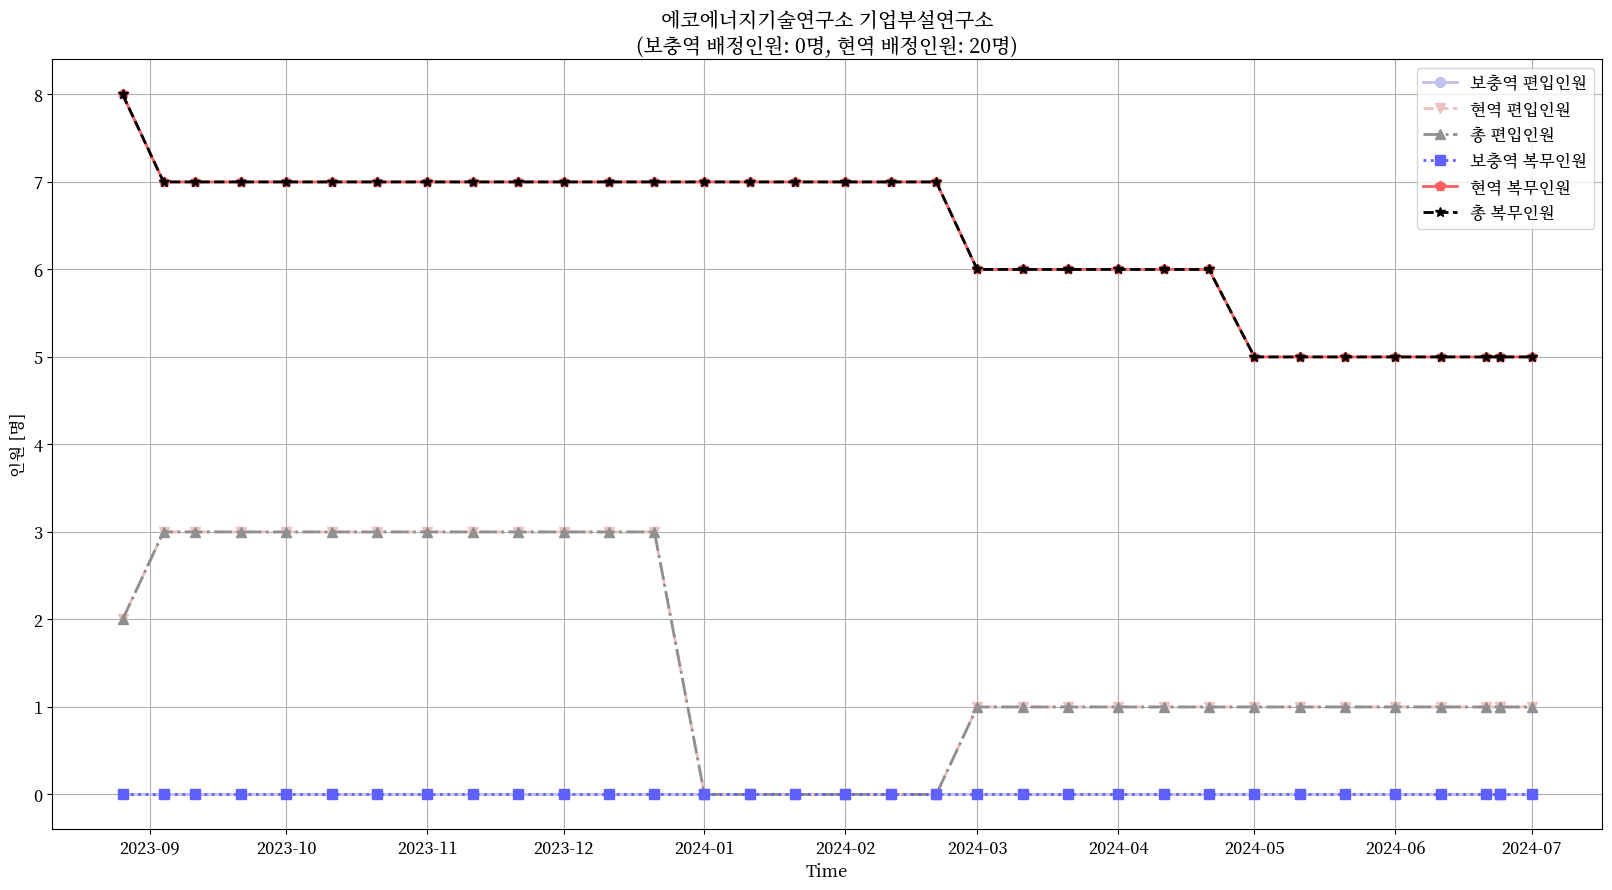 에코에너지기술연구소 기업부설연구소
(보충역 배정인원: 0명, 현역 배정인원: 20명)
보충역 편입인원
현역 편입인원
총 편입인원
보충역 복무인원
현역 복무인원
총 복무인원
인원 [명]
8
7
6
5
4
3
2
1
0
2023-09
2023-10
2023-11
2023-12
2024-01
2024-02
2024-03
2024-04
2024-05
2024-06
2024-07
Time